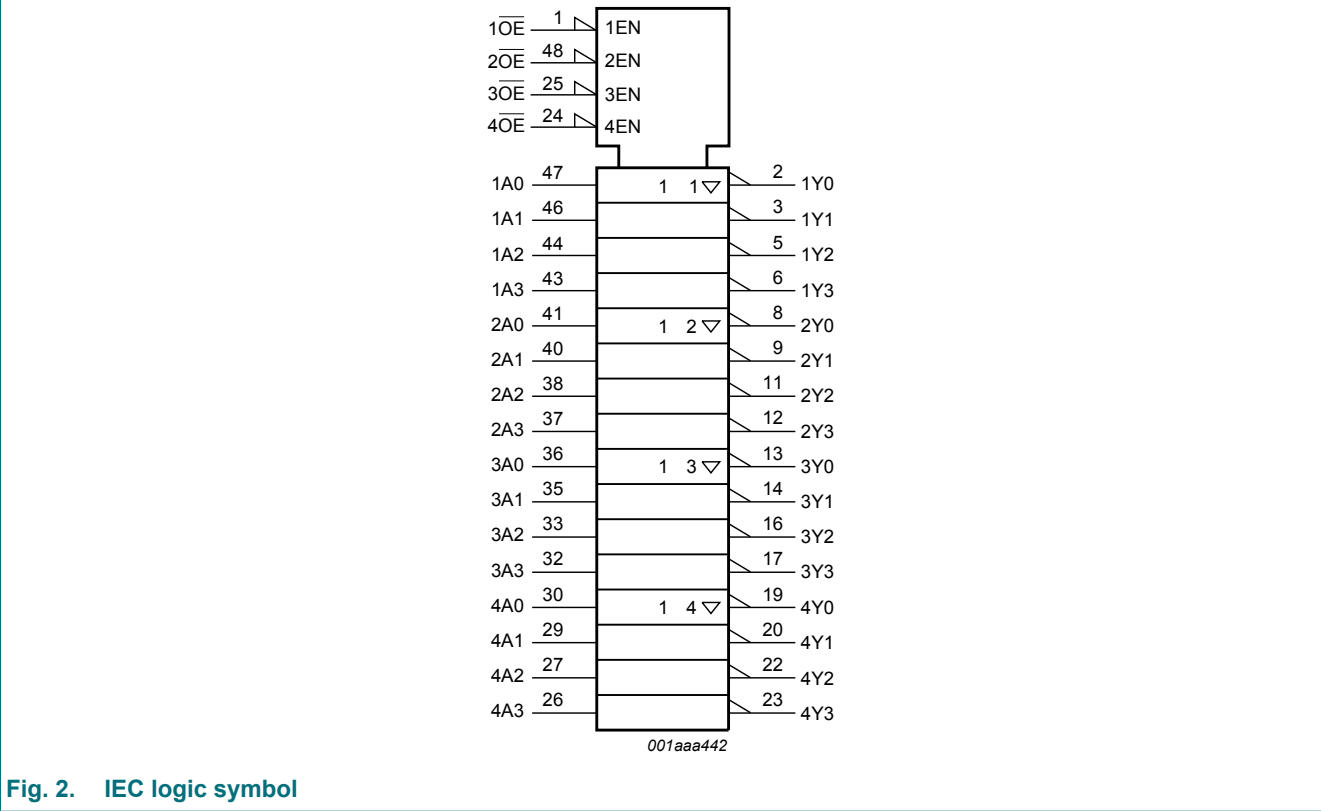 1O̅E̅ 1 1EN
2O̅E̅ 48 2EN
3O̅E̅ 25 3EN
4O̅E̅ 24 4EN
1A0 47 1 1 ▽ 2 1Y0
1A1 46 3 1Y1
1A2 44 5 1Y2
1A3 43 6 1Y3
2A0 41 1 2 ▽ 8 2Y0
2A1 40 9 2Y1
2A2 38 11 2Y2
2A3 37 12 2Y3
3A0 36 1 3 ▽ 13 3Y0
3A1 35 14 3Y1
3A2 33 16 3Y2
3A3 32 17 3Y3
4A0 30 1 4 ▽ 19 4Y0
4A1 29 20 4Y1
4A2 27 22 4Y2
4A3 26 23 4Y3
001aaa442
Fig. 2. IEC logic symbol